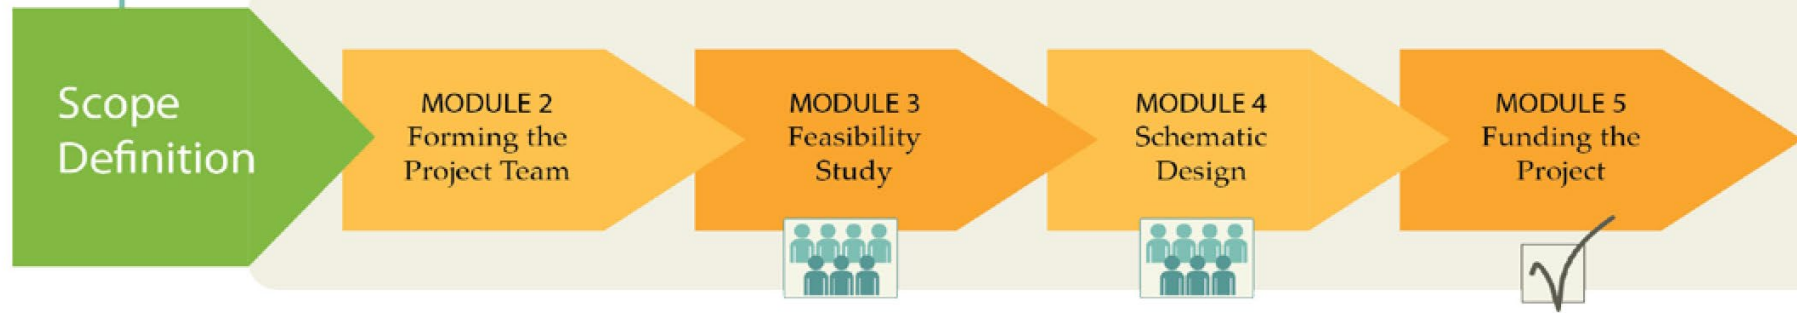 Scope
Definition
MODULE 2
Forming the
Project Team
MODULE 3
Feasibility
Study
MODULE 4
Schematic
Design
MODULE 5
Funding the
Project